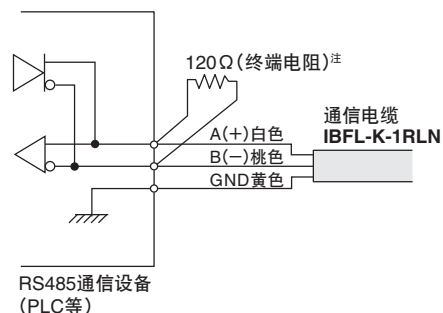 120Ω(终端电阻)注
通信电缆
IBFL-K-1RLN
A(+)白色
B(−)桃色
GND黄色
RS485通信设备
(PLC等)